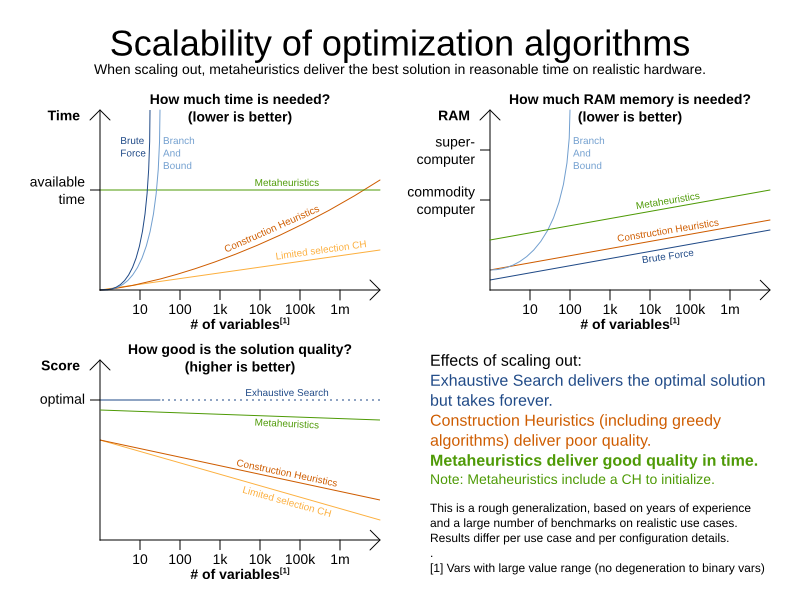 Scalability of optimization algorithms
When scaling out, metaheuristics deliver the best solution in reasonable time on realistic hardware.
How much time is needed?
(lower is better)
Time
Brute
Force
Branch
And
Bound
available
time
Metaheuristics
Construction Heuristics
Limited selection CH
10 100 1k 10k 100k 1m
# of variables[1]
How much RAM memory is needed?
(lower is better)
RAM
super-
computer
Branch
And
Bound
commodity
computer
Metaheuristics
Construction Heuristics
Brute Force
10 100 1k 10k 100k 1m
# of variables[1]
How good is the solution quality?
(higher is better)
Score
optimal
Exhaustive Search
Metaheuristics
Construction Heuristics
Limited selection CH
10 100 1k 10k 100k 1m
# of variables[1]
Effects of scaling out:
Exhaustive Search delivers the optimal solution
but takes forever.
Construction Heuristics (including greedy
algorithms) deliver poor quality.
Metaheuristics deliver good quality in time.
Note: Metaheuristics include a CH to initialize.
This is a rough generalization, based on years of experience
and a large number of benchmarks on realistic use cases.
Results differ per use case and per configuration details.
.
[1] Vars with large value range (no degeneration to binary vars)